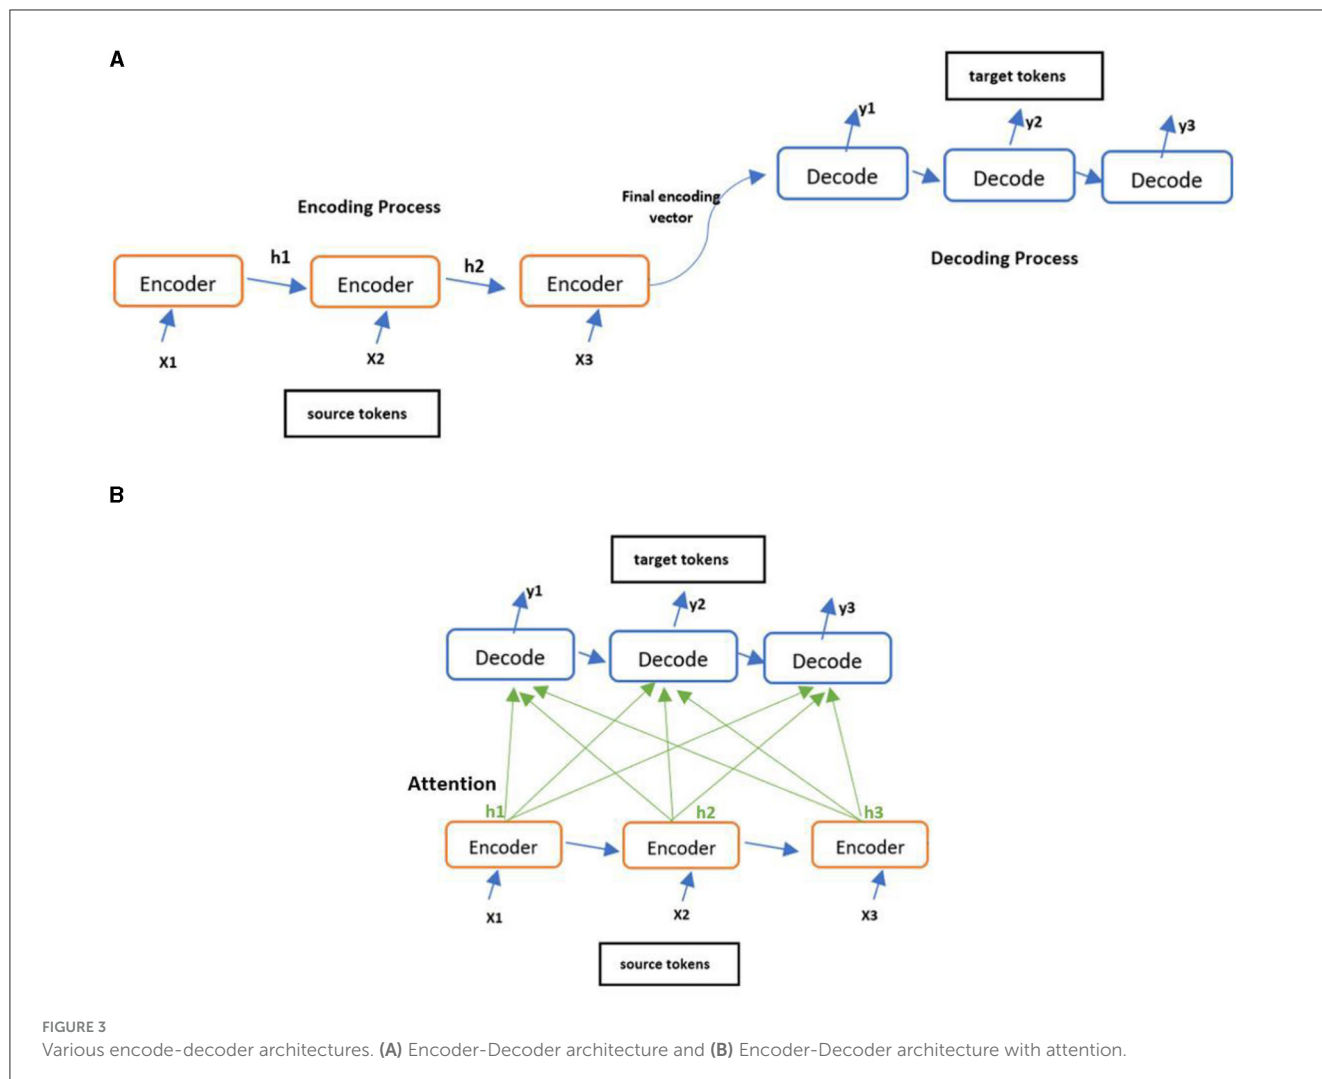 A
target tokens
y1
y2
y3
Decode
Decode
Decode
Final encoding
vector
Encoding Process
Decoding Process
h1
h2
Encoder
Encoder
Encoder
X1
X2
X3
source tokens
B
target tokens
y1
y2
y3
Decode
Decode
Decode
Attention
h1
h2
h3
Encoder
Encoder
Encoder
X1
X2
X3
source tokens
FIGURE 3
Various encode-decoder architectures. (A) Encoder-Decoder architecture and (B) Encoder-Decoder architecture with attention.